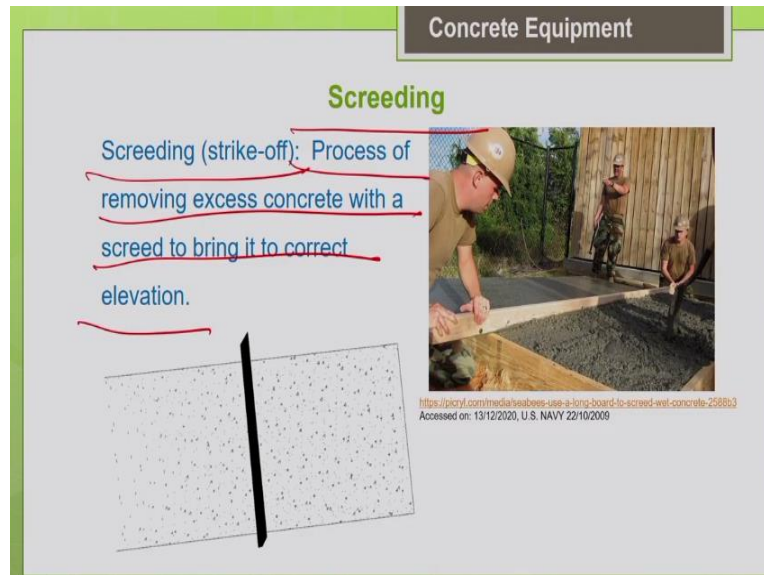 Concrete Equipment
Screeding
Screeding (strike-off): Process of
removing excess concrete with a
screed to bring it to correct
elevation.
https://picryl.com/media/seabees-use-a-long-board-to-screed-wet-concrete-2588b3
Accessed on: 13/12/2020, U.S. NAVY 22/10/2009